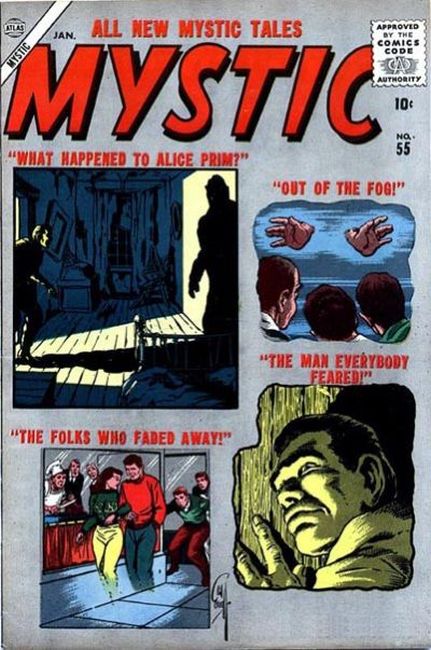 ATLAS
MYSTIC
JAN.
ALL NEW MYSTIC TALES
APPROVED
BY THE
COMICS
CODE
CA
AUTHORITY
MYSTIC
10¢
NO.
55
"WHAT HAPPENED TO ALICE PRIM?"
"OUT OF THE FOG!"
"THE MAN EVERYBODY
FEARED!"
"THE FOLKS WHO FADED AWAY!"